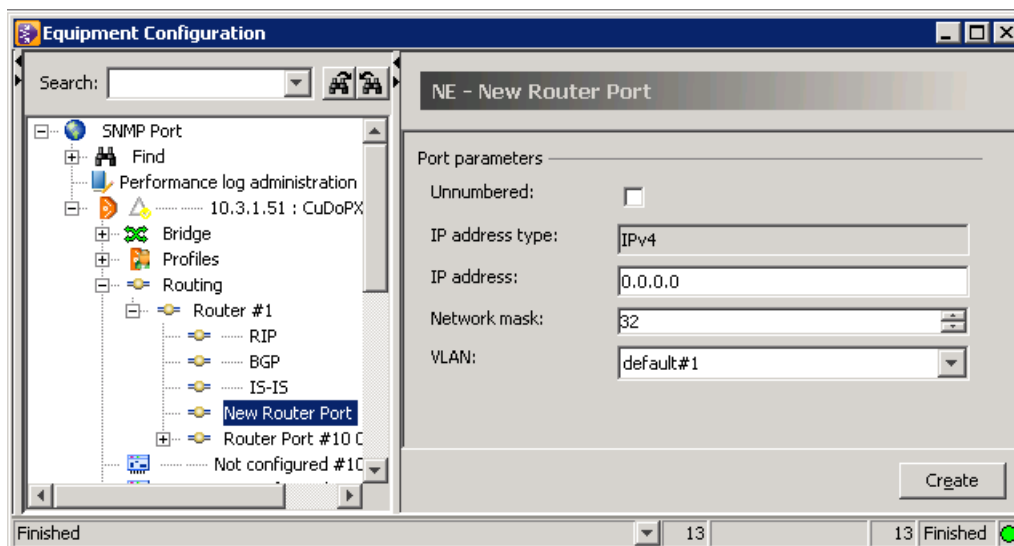 Equipment Configuration
Search:
NE - New Router Port
SNMP Port
Find
Performance log administration
10.3.1.51 : CuDoPX
Bridge
Profiles
Routing
Router #1
RIP
BGP
IS-IS
New Router Port
Router Port #10
Not configured #10
Port parameters
Unnumbered:
IP address type:
IPv4
IP address:
0.0.0.0
Network mask:
32
VLAN:
default#1
Create
Finished
13
13
Finished